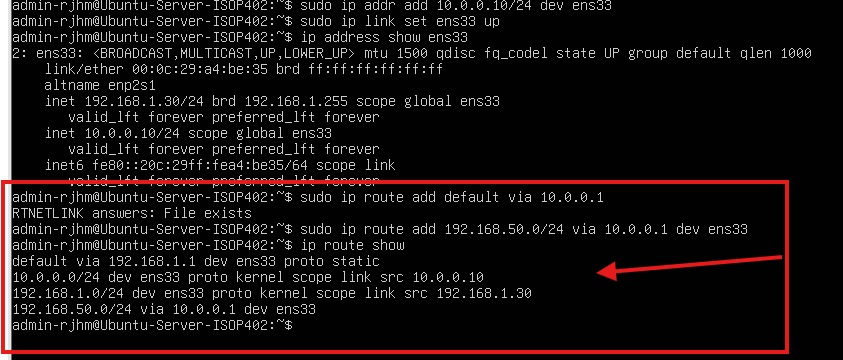 admin-rjhm@Ubuntu-Server-ISOP402:~$ sudo ip addr add 10.0.0.10/24 dev ens33
admin-rjhm@Ubuntu-Server-ISOP402:~$ sudo ip link set ens33 up
admin-rjhm@Ubuntu-Server-ISOP402:~$ ip address show ens33
2: ens33: <BROADCAST,MULTICAST,UP,LOWER_UP> mtu 1500 qdisc fq_codel state UP group default qlen 1000
    link/ether 00:0c:29:a4:be:35 brd ff:ff:ff:ff:ff:ff
    altname enp2s1
    inet 192.168.1.30/24 brd 192.168.1.255 scope global ens33
       valid_lft forever preferred_lft forever
    inet 10.0.0.10/24 scope global ens33
       valid_lft forever preferred_lft forever
    inet6 fe80::20c:29ff:fea4:be35/64 scope link
       valid_lft forever preferred_lft forever
admin-rjhm@Ubuntu-Server-ISOP402:~$ sudo ip route add default via 10.0.0.1
RTNETLINK answers: File exists
admin-rjhm@Ubuntu-Server-ISOP402:~$ sudo ip route add 192.168.50.0/24 via 10.0.0.1 dev ens33
admin-rjhm@Ubuntu-Server-ISOP402:~$ ip route show
default via 192.168.1.1 dev ens33 proto static
10.0.0.0/24 dev ens33 proto kernel scope link src 10.0.0.10
192.168.1.0/24 dev ens33 proto kernel scope link src 192.168.1.30
192.168.50.0/24 via 10.0.0.1 dev ens33
admin-rjhm@Ubuntu-Server-ISOP402:~$